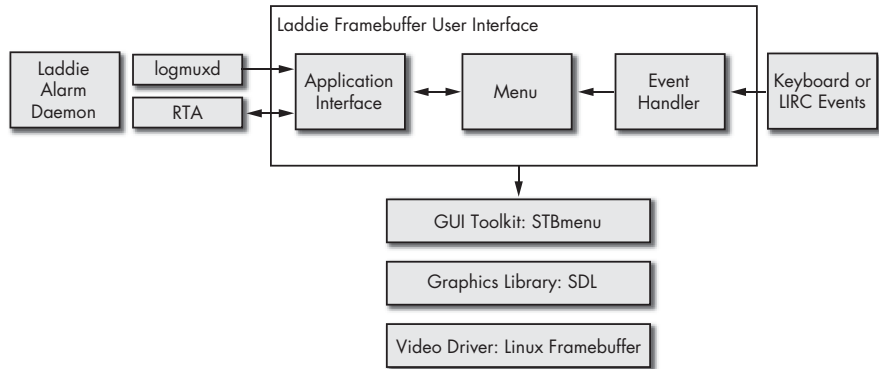 Laddie Framebuffer User Interface
Laddie
Alarm
Daemon
logmuxd
RTA
Application
Interface
Menu
Event
Handler
Keyboard or
LIRC Events
GUI Toolkit: STBmenu
Graphics Library: SDL
Video Driver: Linux Framebuffer